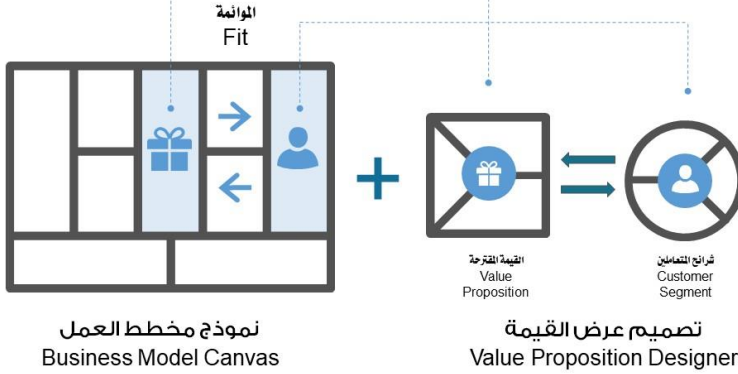 الموائمة
Fit
القيمة المقترحة
Value
Proposition
شرائح المتعاملين
Customer
Segment
نموذج مخطط العمل
Business Model Canvas
تصميم عرض القيمة
Value Proposition Designer